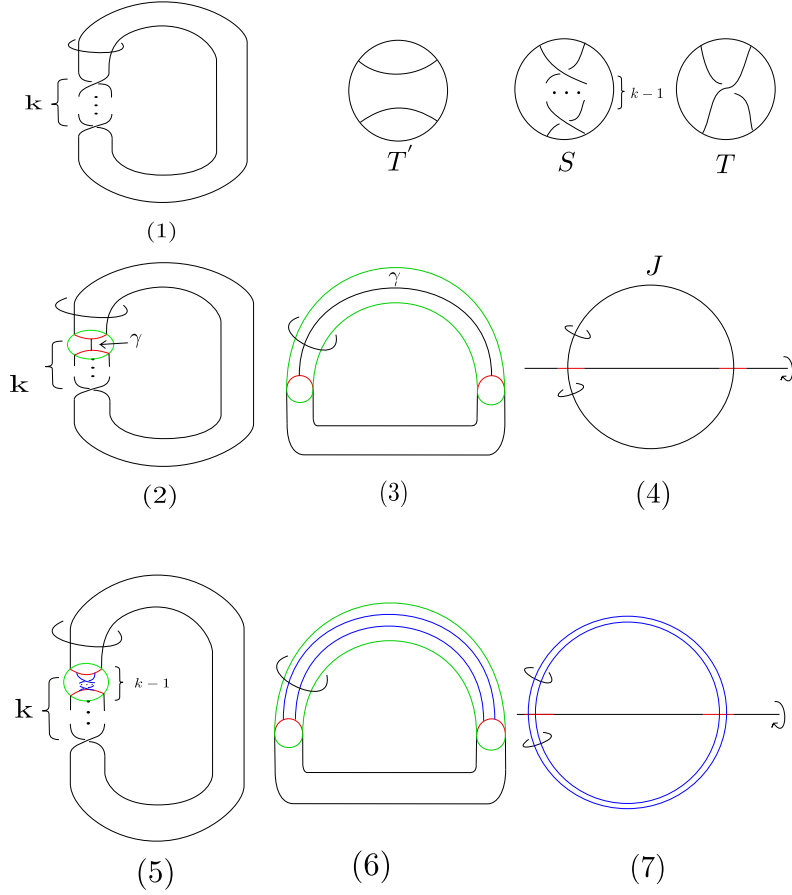 k
(1)
T′
S
k − 1
T
k
γ
(2)
γ
(3)
J
(4)
k
k − 1
(5)
(6)
(7)